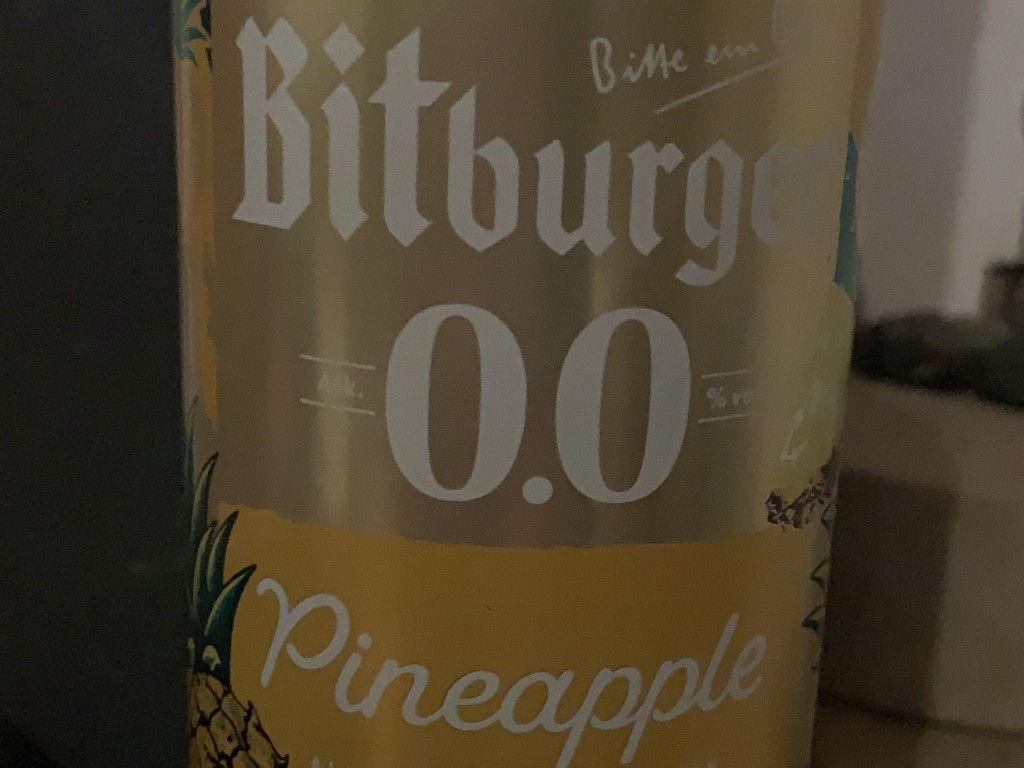 Bitte ein
Bitburge
Alk. 0.0 % vo
Pineapple